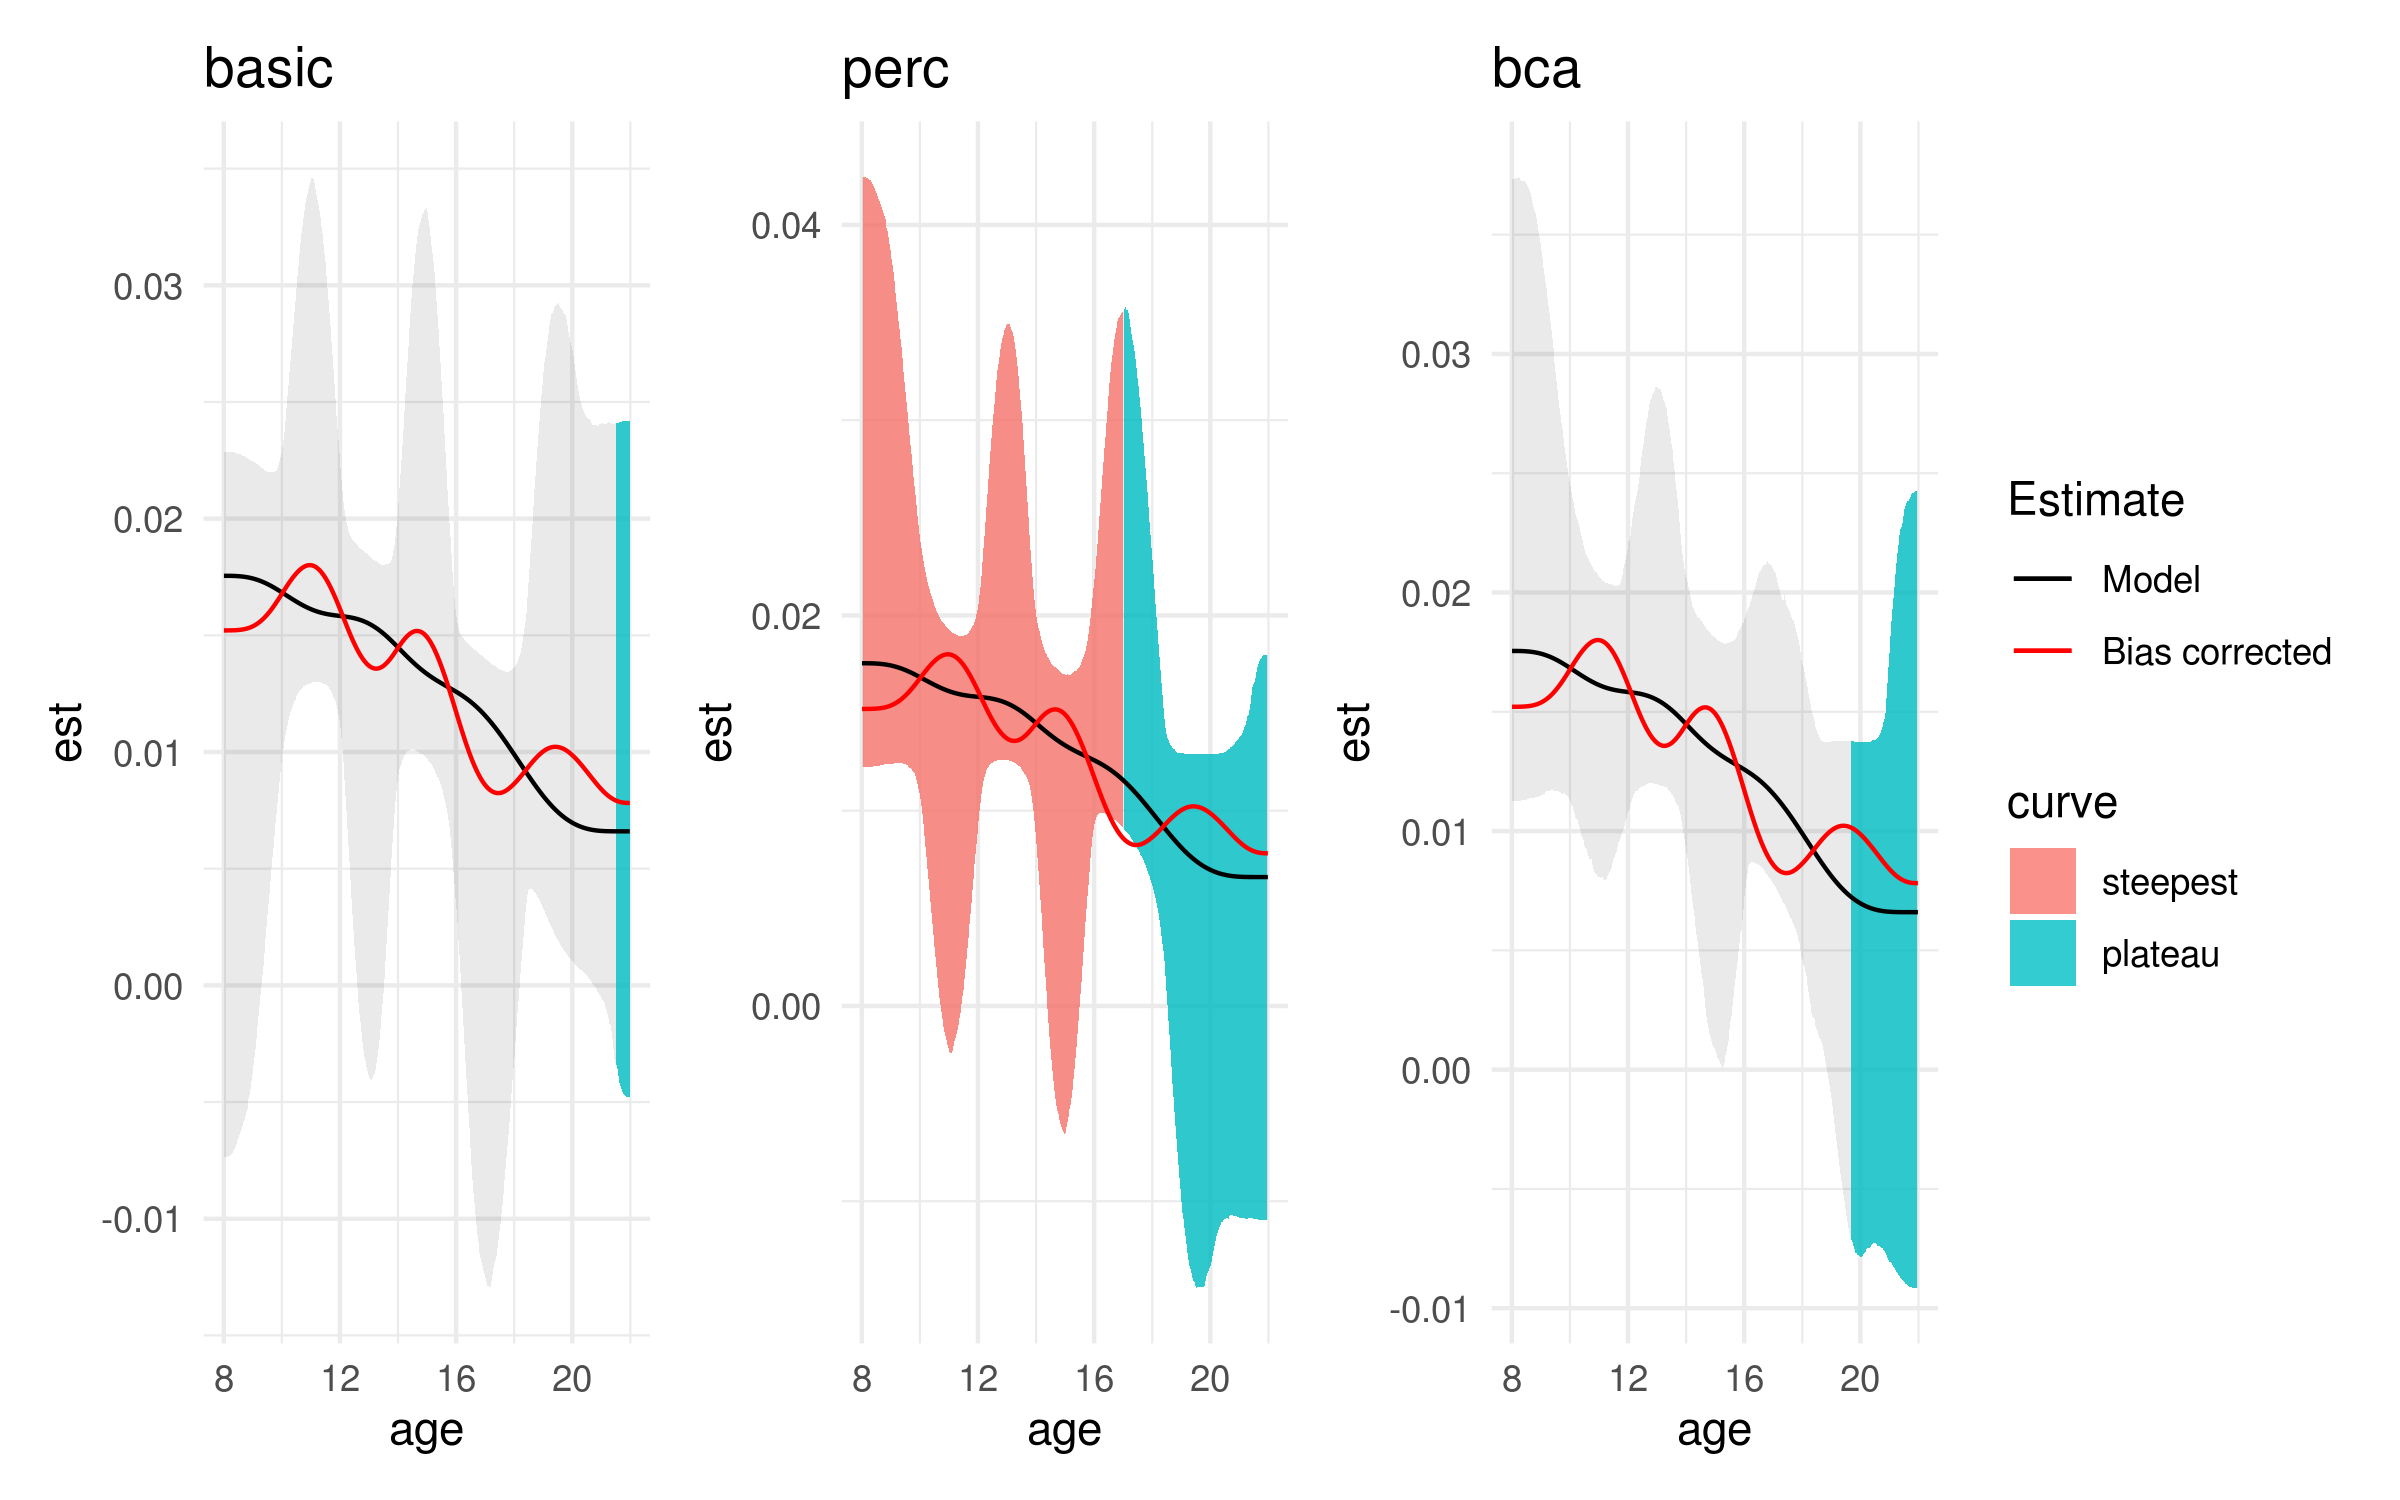 basic
perc
bca
0.03
0.02
0.01
0.00
-0.01
est
8 12 16 20
age
0.04
0.02
0.00
est
8 12 16 20
age
0.03
0.02
0.01
0.00
-0.01
est
8 12 16 20
age
Estimate
Model
Bias corrected
curve
steepest
plateau